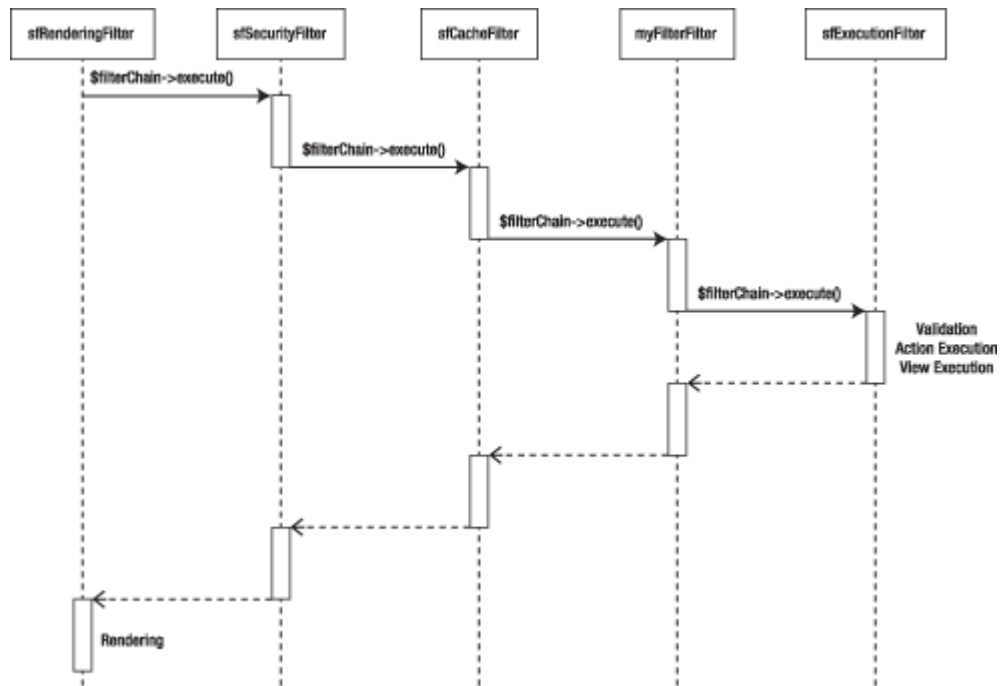 sfRenderingFilter
sfSecurityFilter
sfCacheFilter
myFilterFilter
sfExecutionFilter
$filterChain->execute()
$filterChain->execute()
$filterChain->execute()
$filterChain->execute()
Validation
Action Execution
View Execution
Rendering